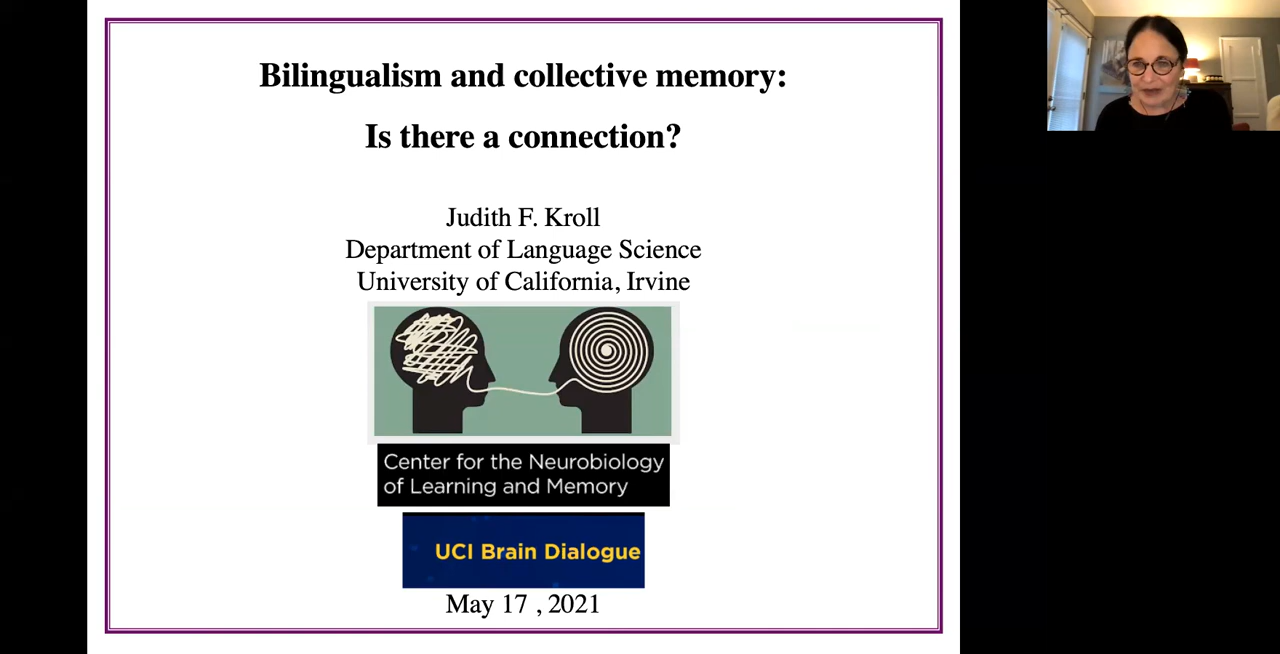 Bilingualism and collective memory:
Is there a connection?
Judith F. Kroll
Department of Language Science
University of California, Irvine
Center for the Neurobiology
of Learning and Memory
UCI Brain Dialogue
May 17 , 2021